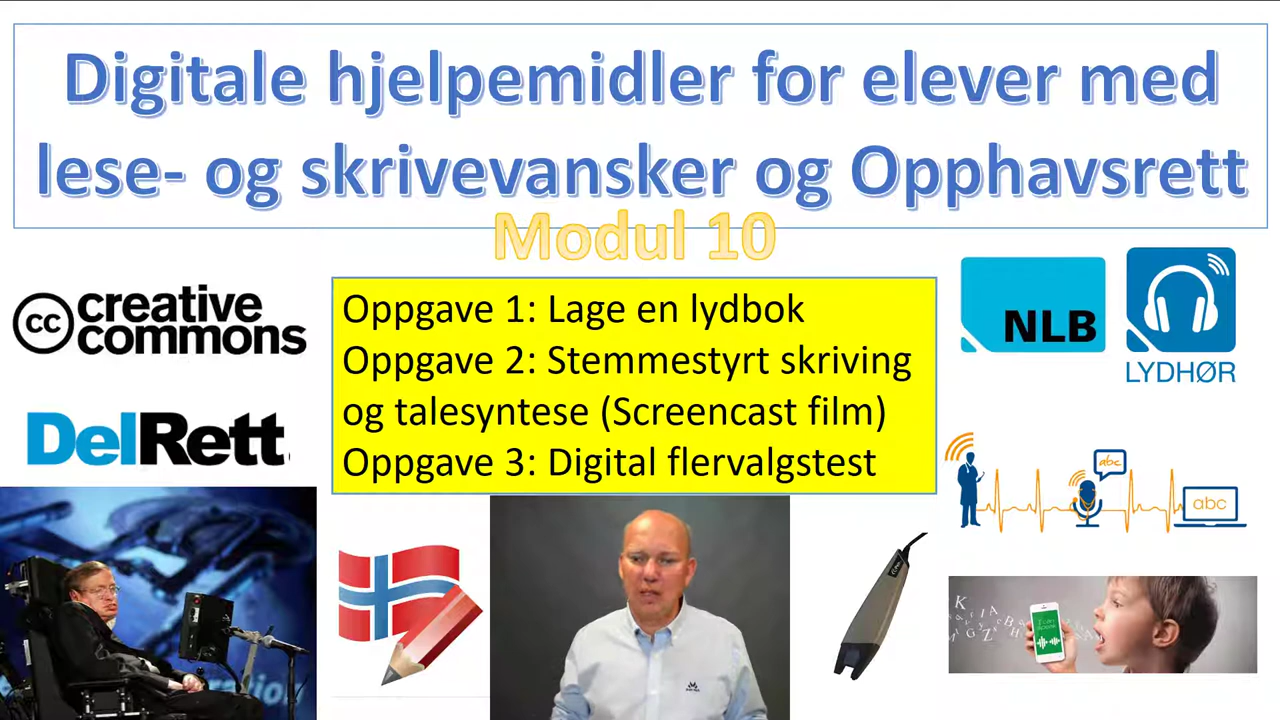 Digitale hjelpemidler for elever med
lese- og skrivevansker og Opphavsrett
Modul 10
cc creative
commons
DelRett
Oppgave 1: Lage en lydbok
Oppgave 2: Stemmestyrt skriving
og talesyntese (Screencast film)
Oppgave 3: Digital flervalgstest
NLB
LYDHØR
abc
abc